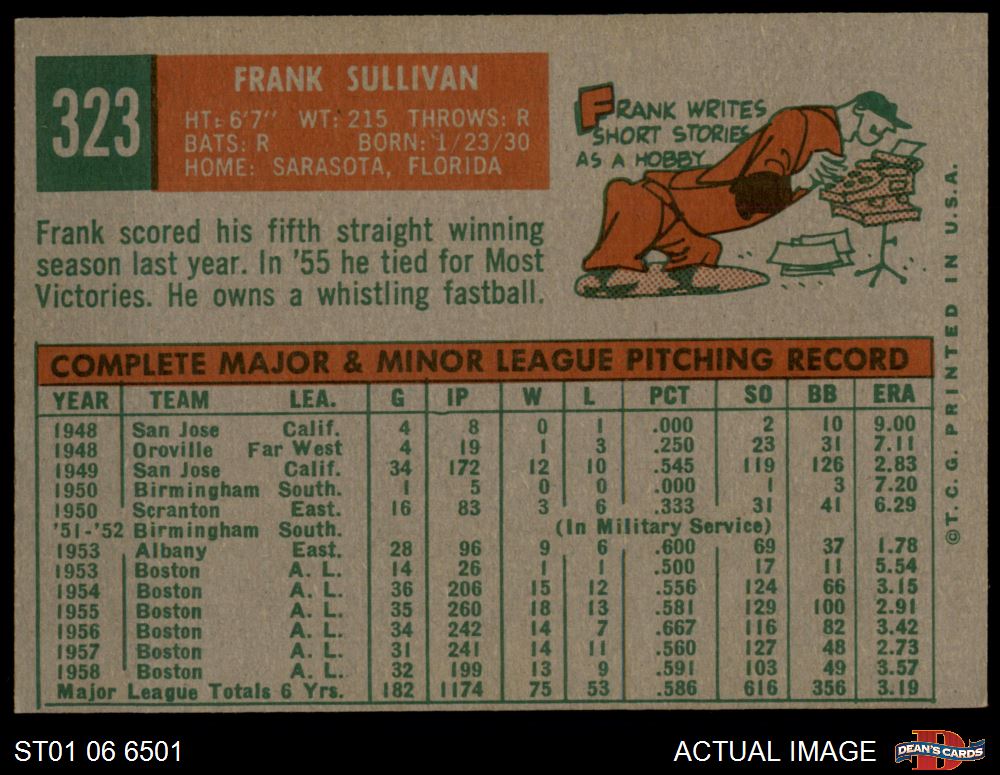 323
FRANK SULLIVAN
HT: 6'7" WT: 215 THROWS: R
BATS: R BORN: 1/23/30
HOME: SARASOTA, FLORIDA
FRANK WRITES
SHORT STORIES
AS A HOBBY
Frank scored his fifth straight winning
season last year. In '55 he tied for Most
Victories. He owns a whistling fastball.
COMPLETE MAJOR & MINOR LEAGUE PITCHING RECORD
YEAR TEAM LEA. G IP W L PCT SO BB ERA
1948 San Jose Calif. 4 8 0 1 .000 2 10 9.00
1948 Oroville Far West 4 19 1 3 .250 23 31 7.11
1949 San Jose Calif. 34 172 12 10 .545 119 126 2.83
1950 Birmingham South. 1 5 0 0 .000 1 3 7.20
1950 Scranton East. 16 83 3 6 .333 31 41 6.29
'51-'52 Birmingham South. (In Military Service)
1953 Albany East. 28 96 9 6 .600 69 37 1.78
1953 Boston A. L. 14 26 1 1 .500 17 11 5.54
1954 Boston A. L. 36 206 15 12 .556 124 66 3.15
1955 Boston A. L. 35 260 18 13 .581 129 100 2.91
1956 Boston A. L. 34 242 14 7 .667 116 82 3.42
1957 Boston A. L. 31 241 14 11 .560 127 48 2.73
1958 Boston A. L. 32 199 13 9 .591 103 49 3.57
Major League Totals 6 Yrs. 182 1174 75 53 .586 616 356 3.19
©T. C. G. PRINTED IN U.S.A.
ST01 06 6501
ACTUAL IMAGE
D
DEAN'S CARDS